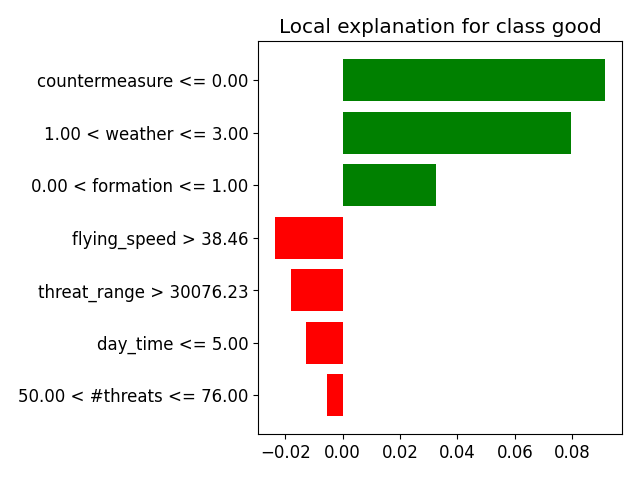 Local explanation for class good
countermeasure <= 0.00
1.00 < weather <= 3.00
0.00 < formation <= 1.00
flying_speed > 38.46
threat_range > 30076.23
day_time <= 5.00
50.00 < #threats <= 76.00
−0.02 0.00 0.02 0.04 0.06 0.08